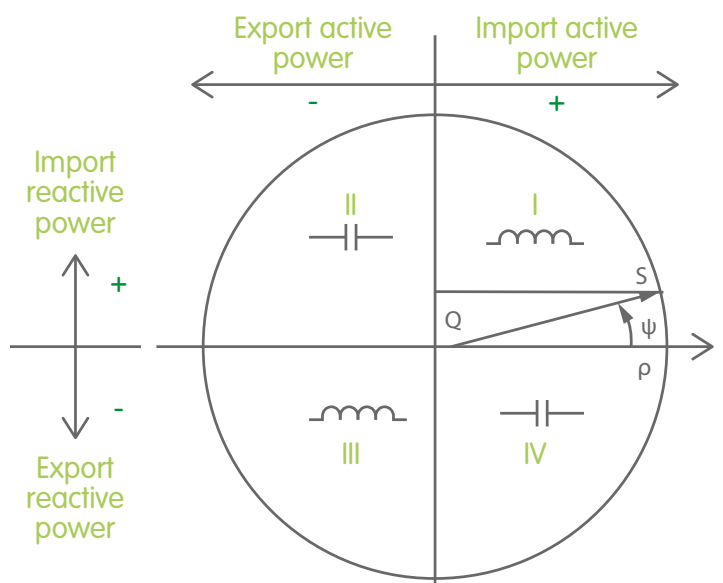 Export active
power
Import active
power
-
+
Import
reactive
power
II
I
+
S
Q
ψ
ρ
-
III
IV
Export
reactive
power